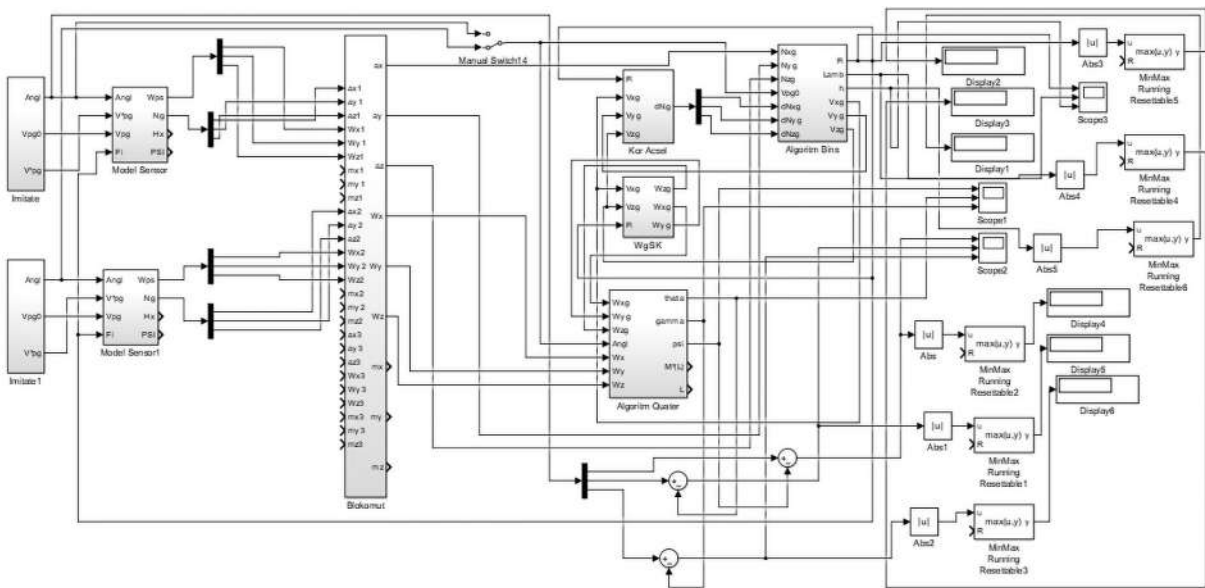 Angl
Vpg0
V*pg
Imitate
Angl
V*pg
Vpg
Fi
Wps
Ng
Hx
PSI
Model Sensor
Angl
Vpg0
V*pg
Imitate1
Angl
V*pg
Vpg
Fi
Wps
Ng
Hx
PSI
Model Sensor1
ax1
ay1
az1
Wx1
Wy1
Wz1
mx1
my1
mz1
ax2
ay2
az2
Wx2
Wy2
Wz2
mx2
my2
mz2
ax3
ay3
az3
Wx3
Wy3
Wz3
mx3
my3
mz3
ax
ay
az
Wx
Wy
Wz
mx
my
mz
Blokomut
Manual Switch14
R
Vxg
Vyg
Vzg
dNg
Kor Acsel
Vxg
Vzg
R
Wzg
Wxg
Wyg
WgSK
Wxg
Wyg
Wzg
Angl
Wx
Wy
Wz
theta
gamma
psi
M*(L)
L
Algoritm Quater
Nxg
Nyg
Nzg
Vpg0
dNxg
dNyg
dNzg
R
Lamb
h
Vxg
Vyg
Vzg
Algoritm Bins
Display2
Display3
Display1
Scope1
Scope2
Scope3
|u|
Abs3
u
R
max(u,y)
y
MinMax
Running
Resettable5
|u|
Abs4
u
R
max(u,y)
y
MinMax
Running
Resettable4
|u|
Abs5
u
R
max(u,y)
y
MinMax
Running
Resettable6
|u|
Abs
u
R
max(u,y)
y
MinMax
Running
Resettable2
Display4
Display5
Display6
|u|
Abs1
u
R
max(u,y)
y
MinMax
Running
Resettable1
|u|
Abs2
u
R
max(u,y)
y
MinMax
Running
Resettable3